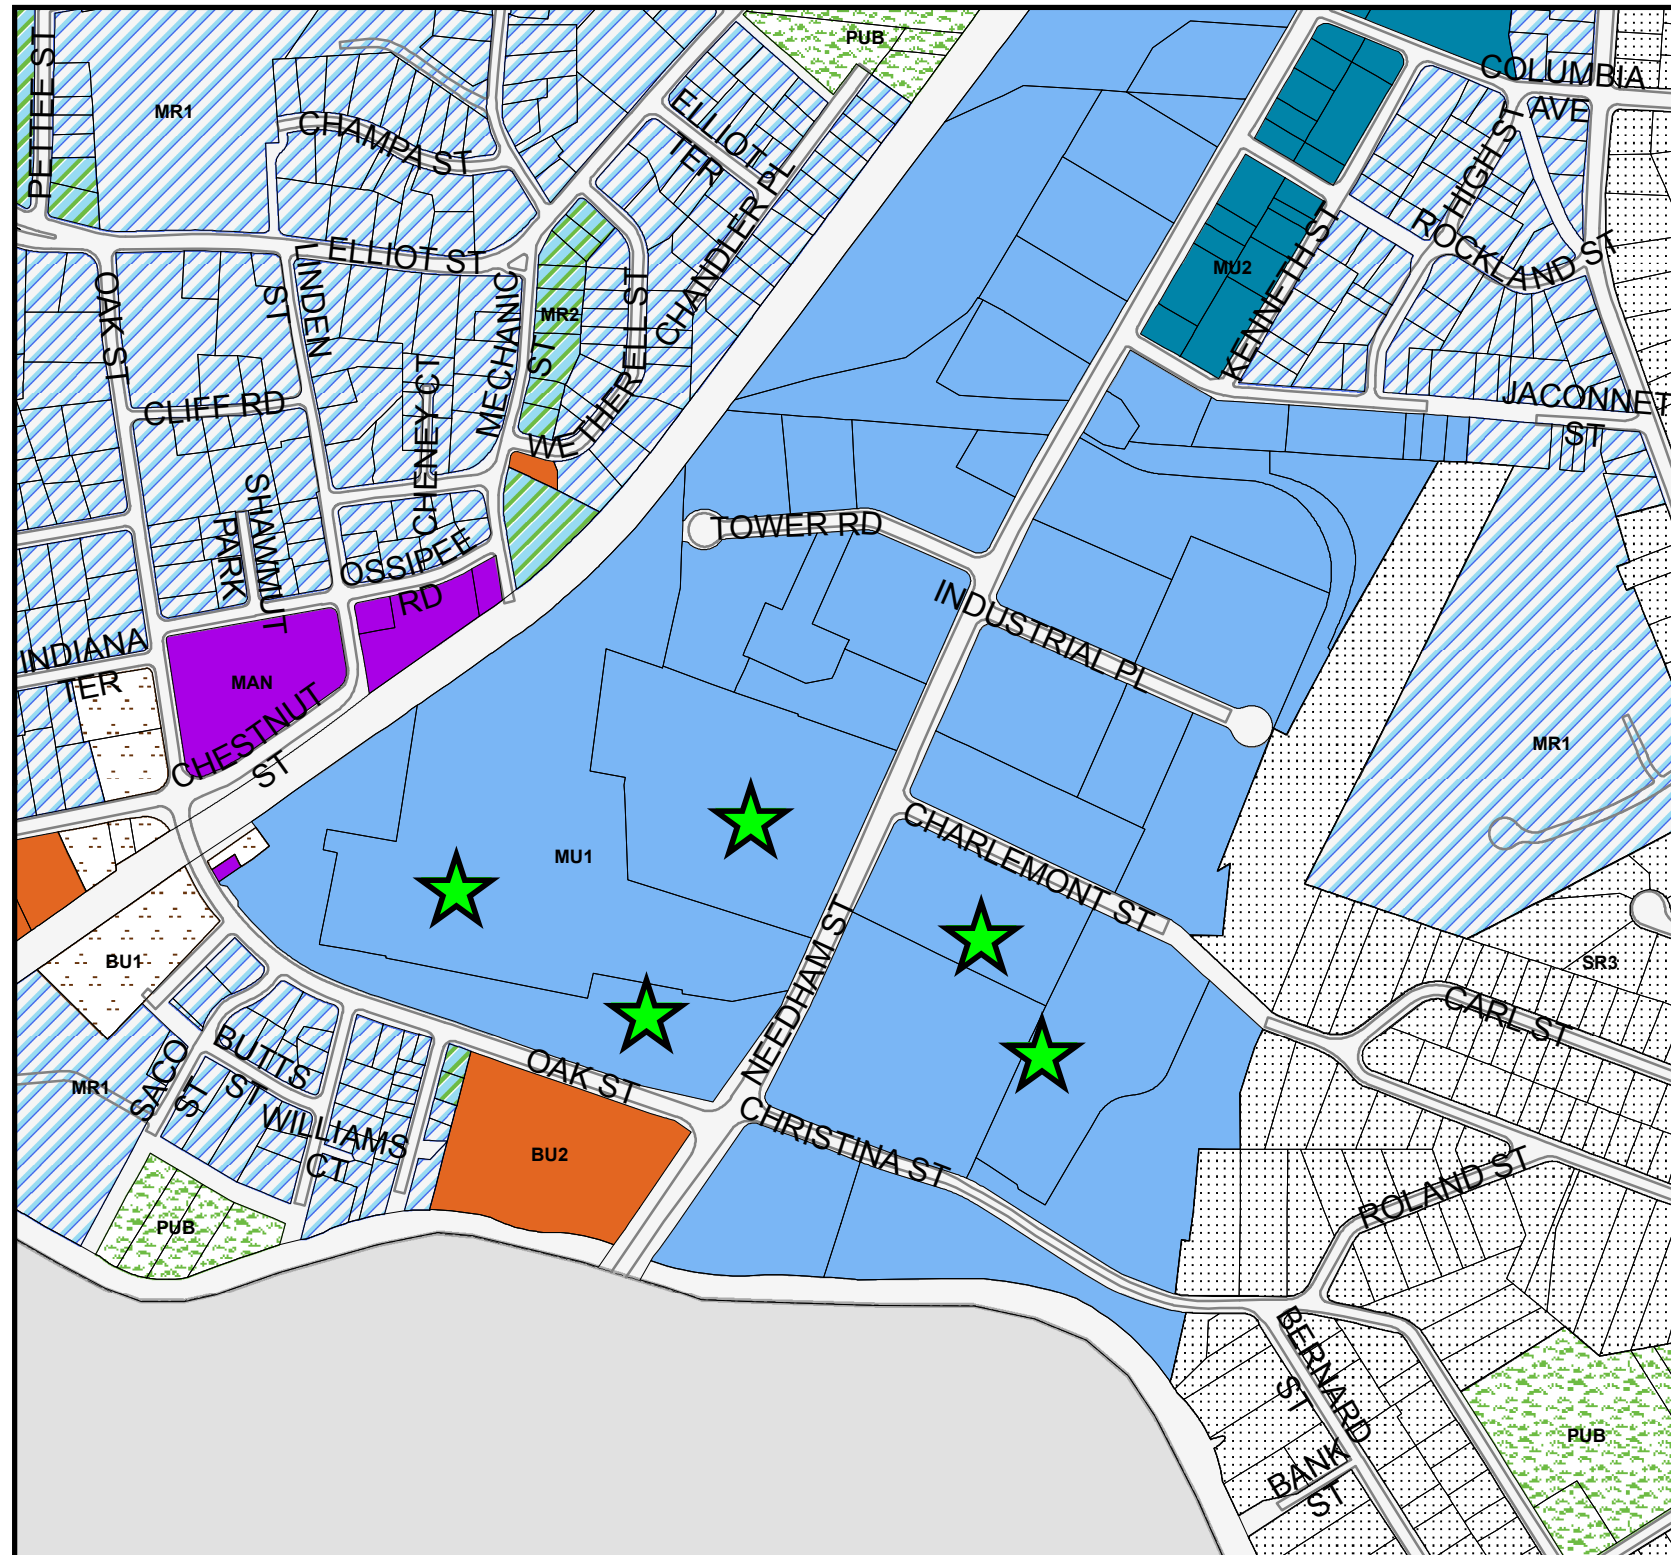 PUB
PETTEE ST
MR1
COLUMBIA
AVE
ELLIOT
TER
CHAMPA ST
HIGH ST
CHANDLER PL
ELLIOT ST
ROCKLAND ST
MU2
KENNETH ST
OAK ST
LINDEN
ST
MECHANIC
ST
MR2
WETHERELL ST
CHENEY CT
CLIFF RD
JACONNET
ST
SHAWMUT
PARK
TOWER RD
OSSIPEE
RD
INDUSTRIAL PL
INDIANA
TER
MAN
CHESTNUT
ST
MR1
MU1
CHARLEMONT ST
NEEDHAM ST
BU1
SR3
CARL ST
SACO
ST
BUTTS
ST
MR1
OAK ST
WILLIAMS
CT
CHRISTINA ST
BU2
ROLAND ST
PUB
BERNARD
ST
PUB
BANK
ST